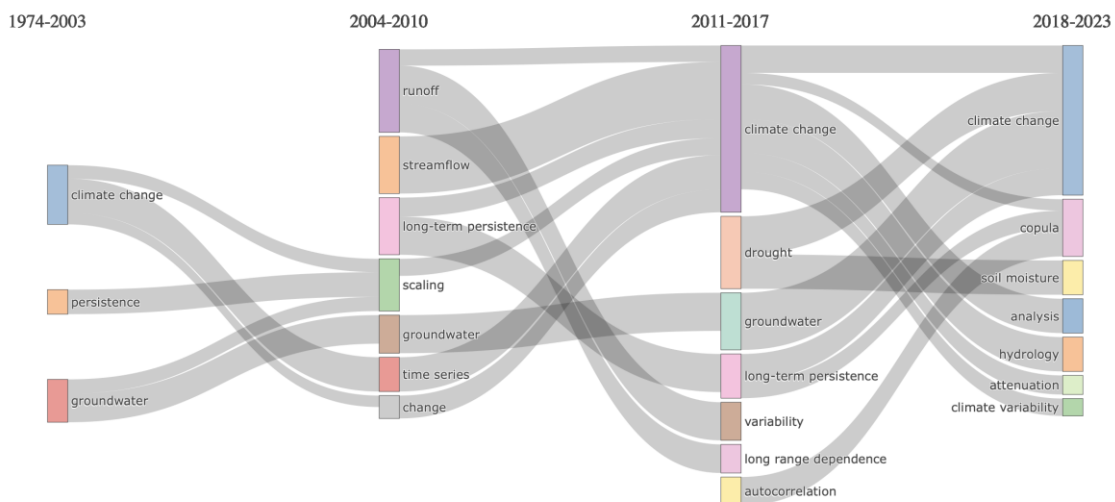 1974-2003
2004-2010
2011-2017
2018-2023
climate change
persistence
groundwater
runoff
streamflow
long-term persistence
scaling
groundwater
time series
change
climate change
drought
groundwater
long-term persistence
variability
long range dependence
autocorrelation
climate change
copula
soil moisture
analysis
hydrology
attenuation
climate variability